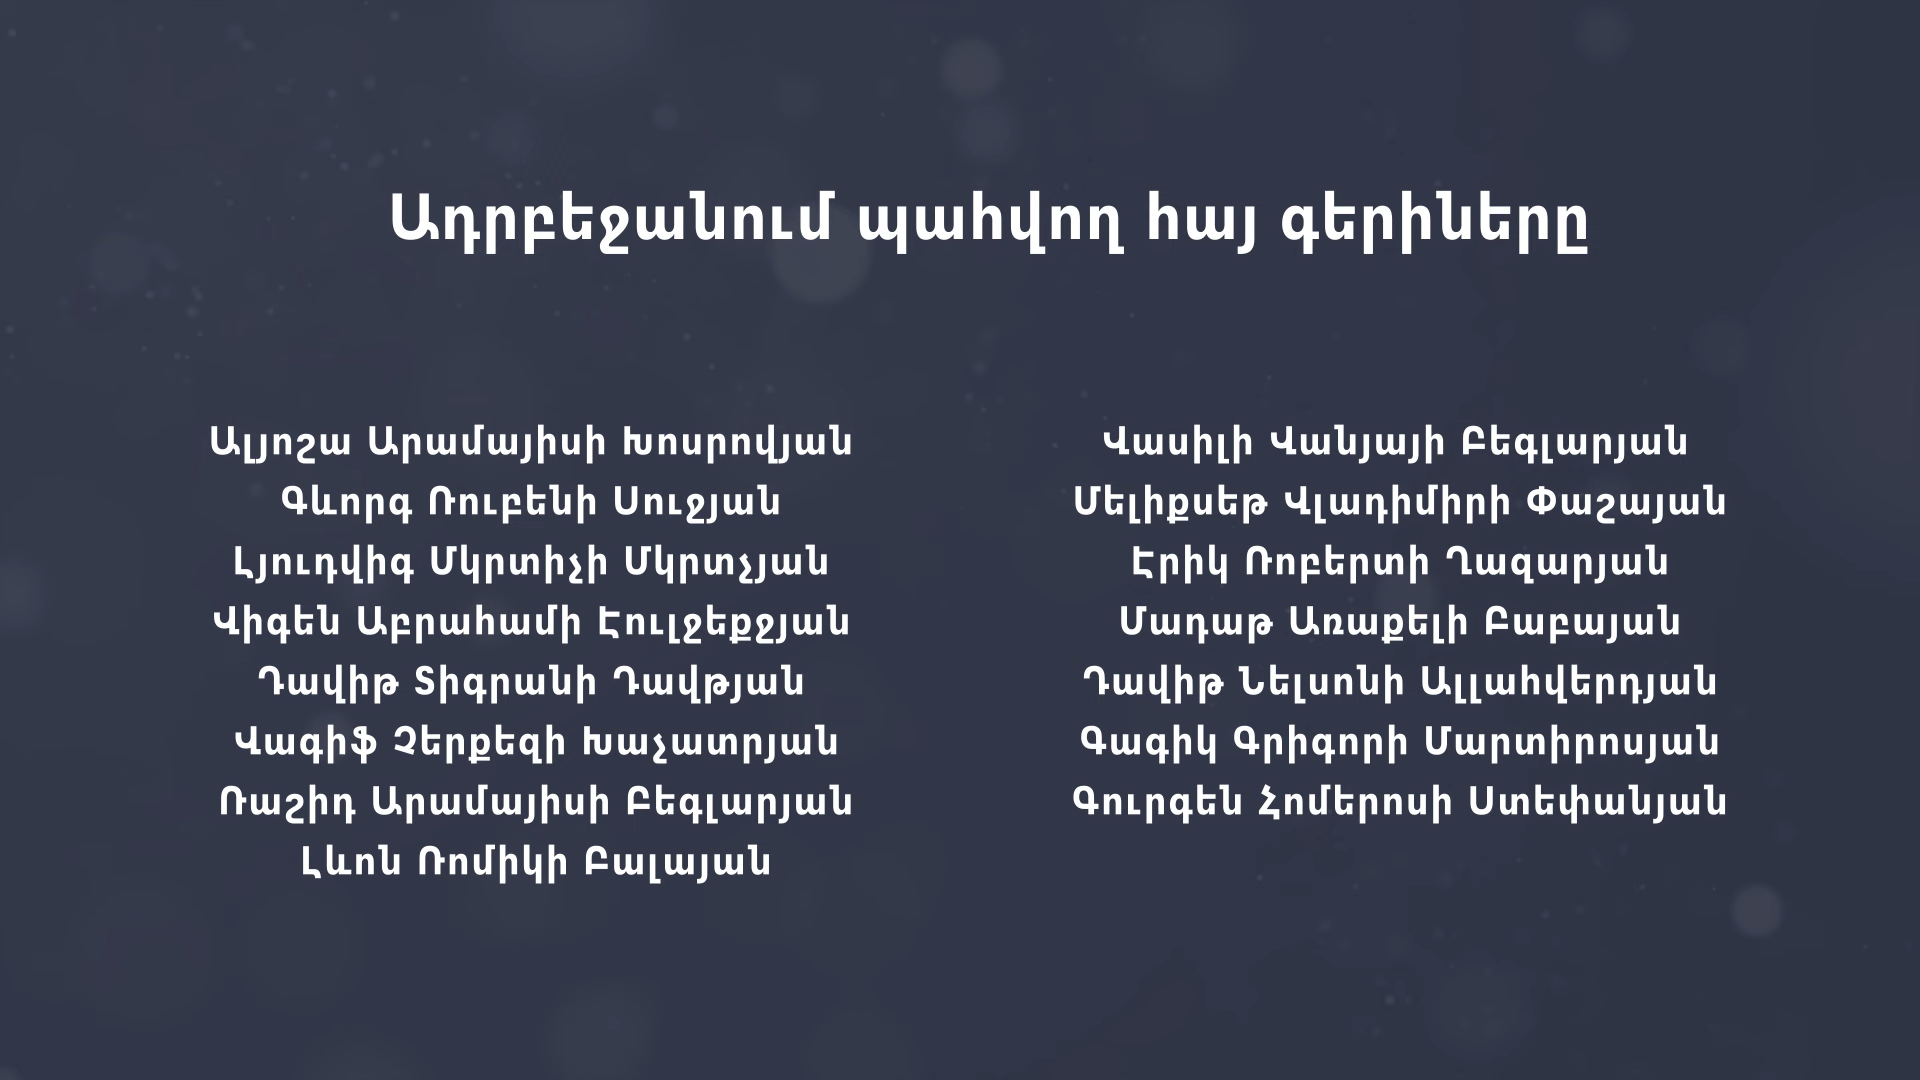 Ադրբեջանում պահվող հայ գերիները
Ալյոշա Արամայիսի Խոսրովյան
Գևորգ Ռուբենի Սուջյան
Լյուդվիգ Մկրտիչի Մկրտչյան
Վիգեն Աբրահամի Էուլջեքջյան
Դավիթ Տիգրանի Դավթյան
Վագիֆ Չերքեզի Խաչատրյան
Ռաշիդ Արամայիսի Բեգլարյան
Լևոն Ռոմիկի Բալայան
Վասիլի Վանյայի Բեգլարյան
Մելիքսեթ Վլադիմիրի Փաշայան
Էրիկ Ռոբերտի Ղազարյան
Մադաթ Առաքելի Բաբայան
Դավիթ Նելսոնի Ալլահվերդյան
Գագիկ Գրիգորի Մարտիրոսյան
Գուրգեն Հոմերոսի Ստեփանյան